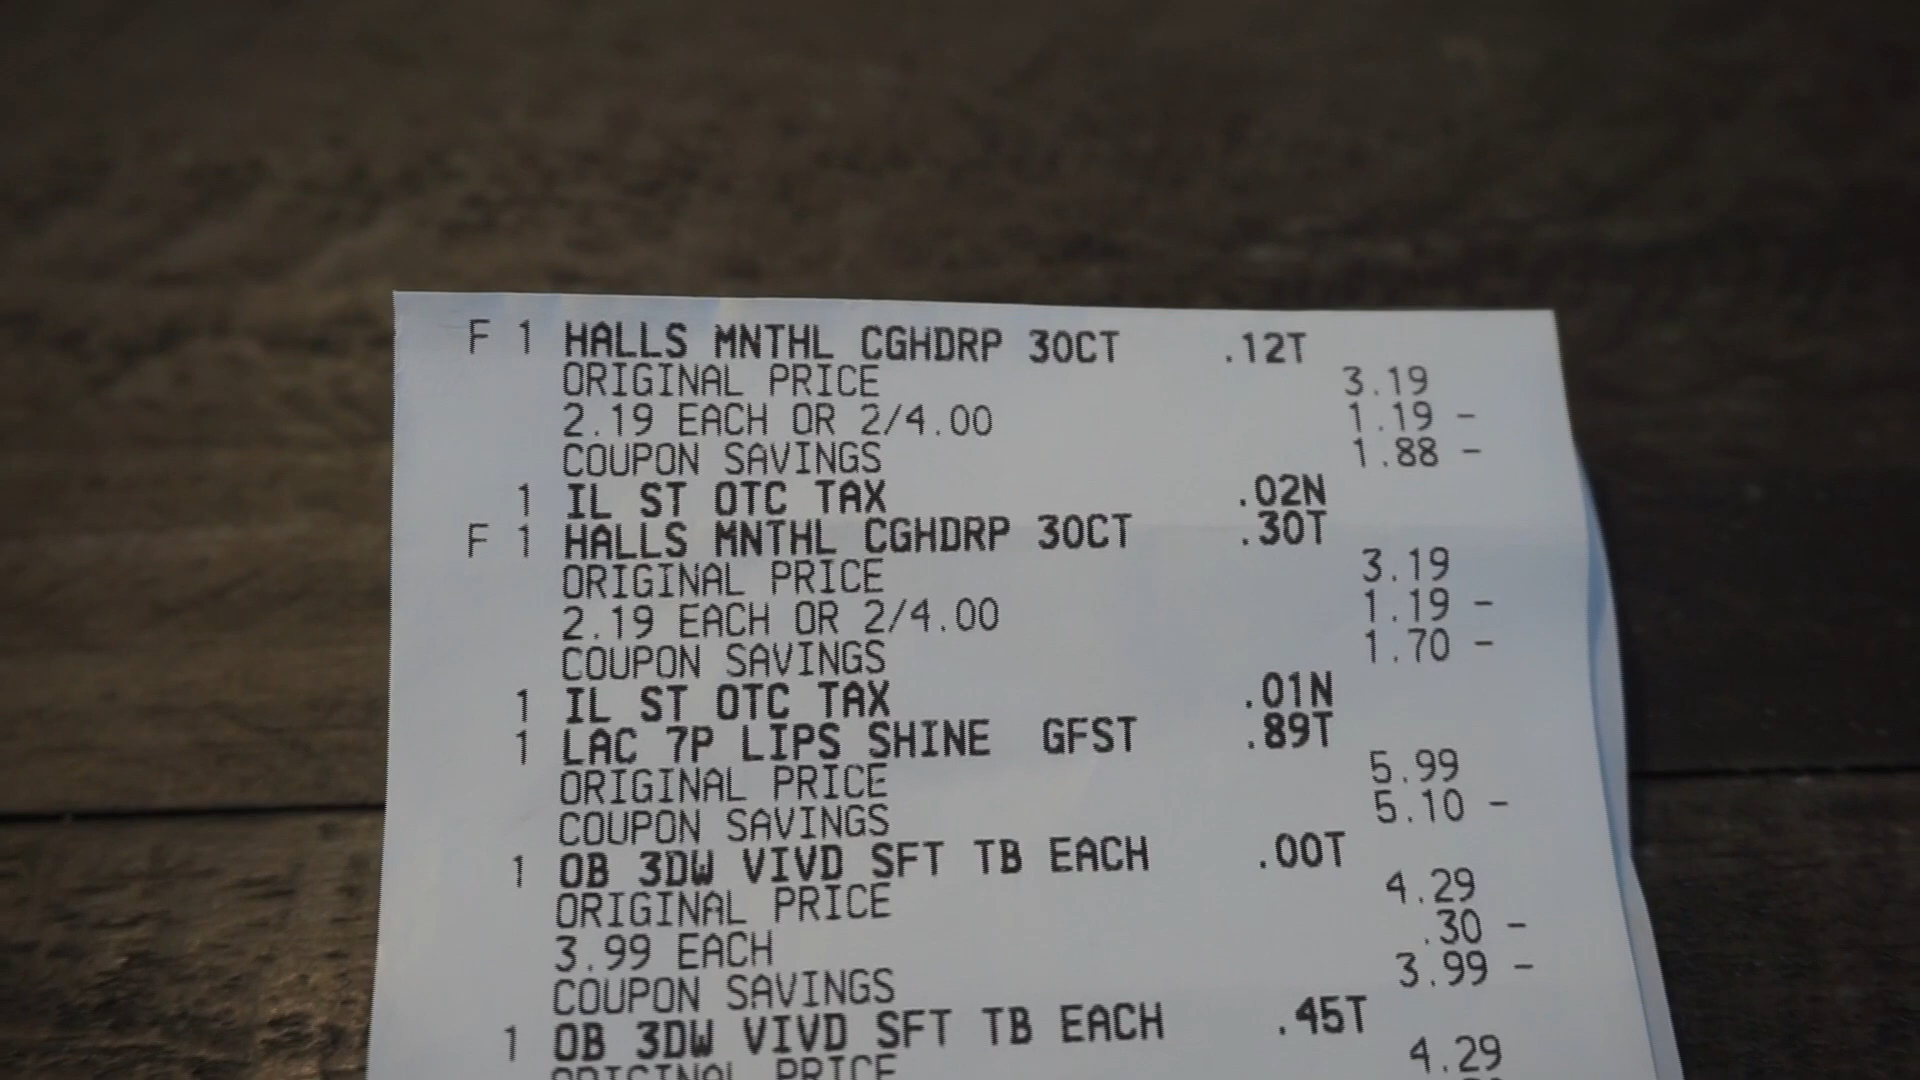 F 1 HALLS MNTHL CGHDRP 30CT .12T
ORIGINAL PRICE 3.19
2.19 EACH OR 2/4.00 1.19 -
COUPON SAVINGS 1.88 -
1 IL ST OTC TAX .02N
F 1 HALLS MNTHL CGHDRP 30CT .30T
ORIGINAL PRICE 3.19
2.19 EACH OR 2/4.00 1.19 -
COUPON SAVINGS 1.70 -
1 IL ST OTC TAX .01N
1 LAC 7P LIPS SHINE GFST .89T
ORIGINAL PRICE 5.99
COUPON SAVINGS 5.10 -
1 OB 3DW VIVD SFT TB EACH .00T
ORIGINAL PRICE 4.29
3.99 EACH .30 -
COUPON SAVINGS 3.99 -
1 OB 3DW VIVD SFT TB EACH .45T
ORIGINAL PRICE 4.29